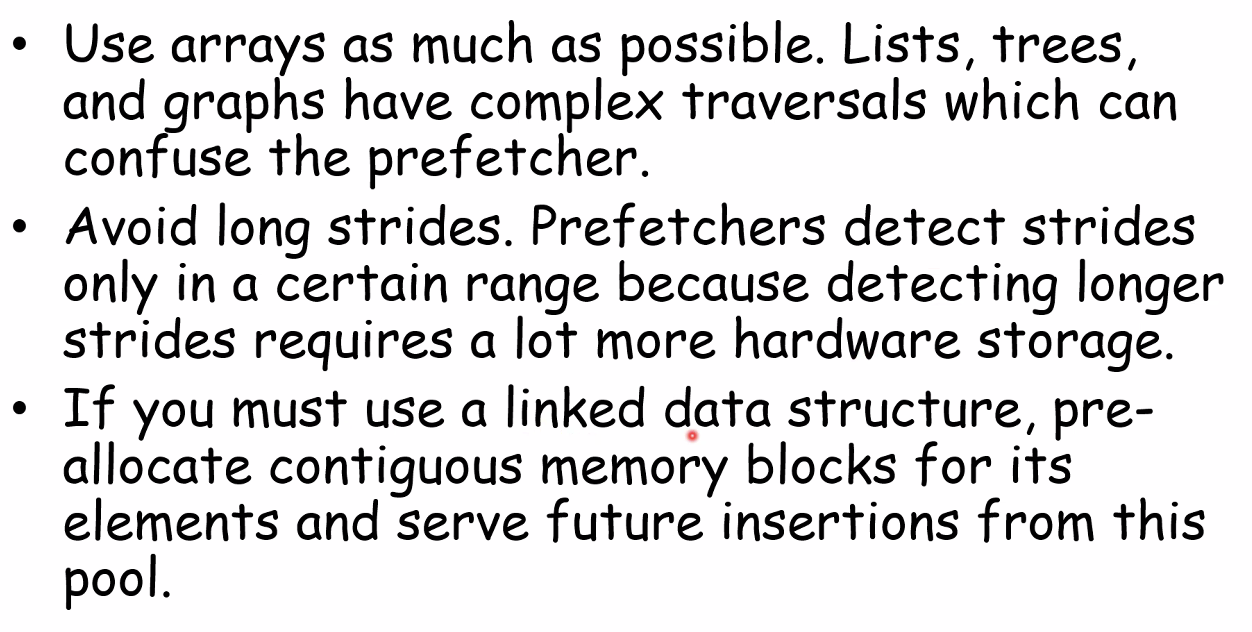 • Use arrays as much as possible. Lists, trees,
and graphs have complex traversals which can
confuse the prefetcher.
• Avoid long strides. Prefetchers detect strides
only in a certain range because detecting longer
strides requires a lot more hardware storage.
• If you must use a linked data structure, pre-
allocate contiguous memory blocks for its
elements and serve future insertions from this
pool.